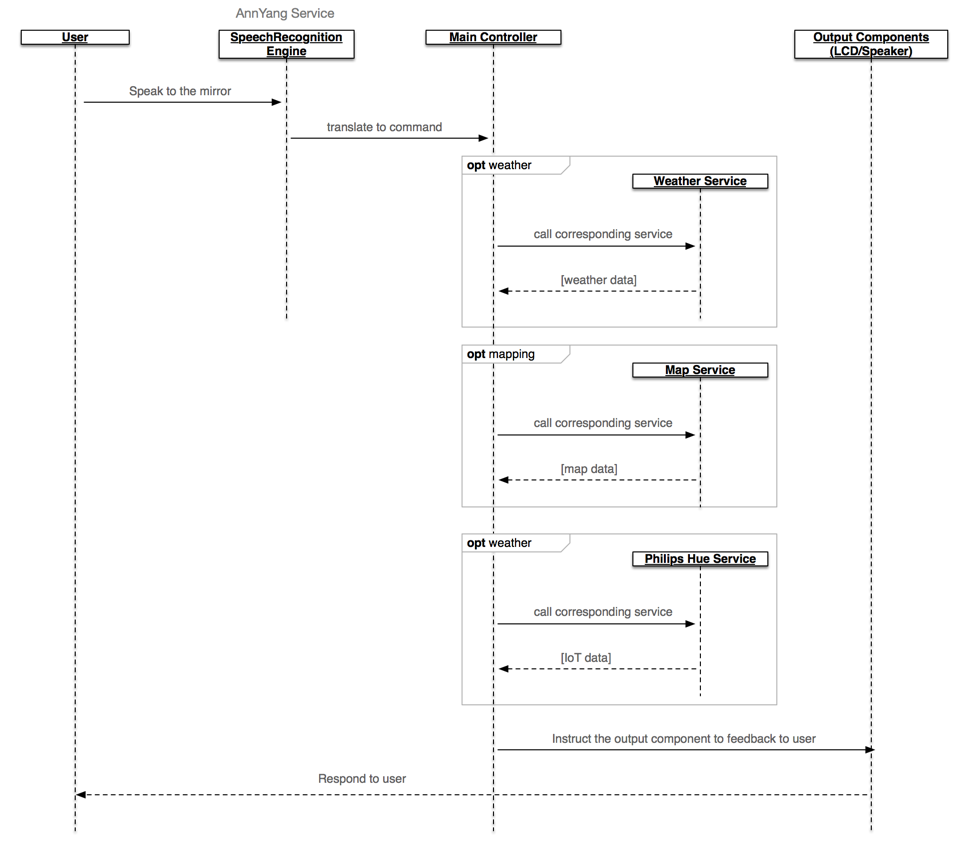 AnnYang Service
User
SpeechRecognition
Engine
Main Controller
Output Components
(LCD/Speaker)
Speak to the mirror
translate to command
opt weather
Weather Service
call corresponding service
[weather data]
opt mapping
Map Service
call corresponding service
[map data]
opt weather
Philips Hue Service
call corresponding service
[IoT data]
Instruct the output component to feedback to user
Respond to user